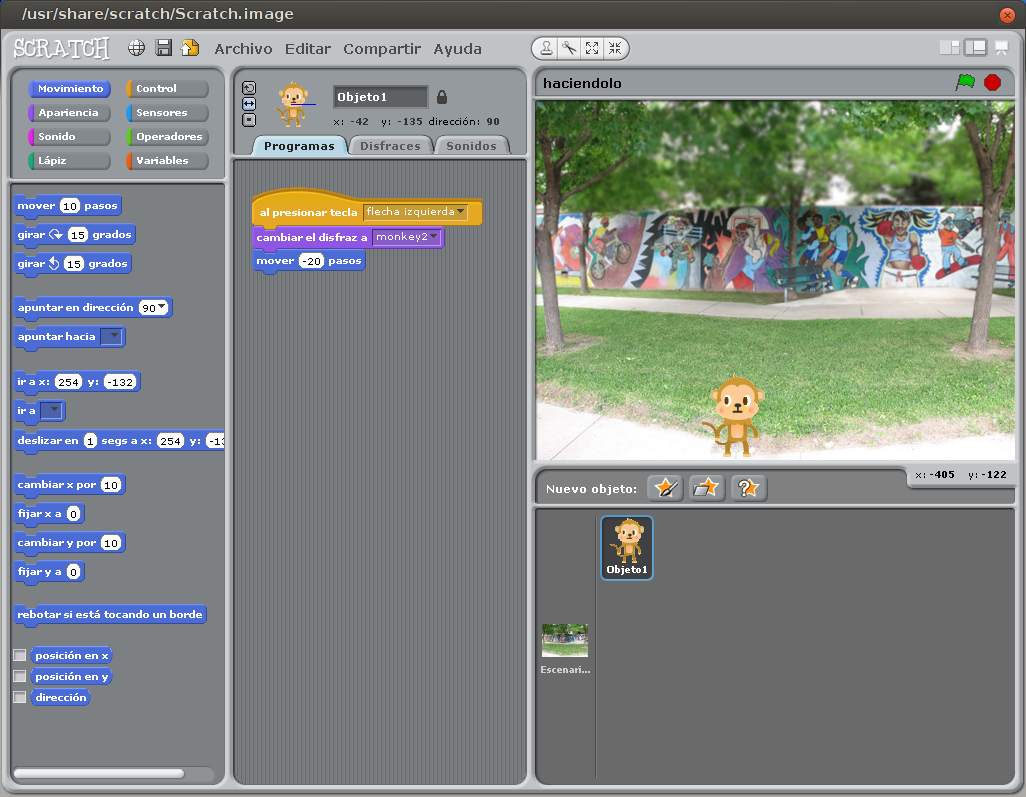 /usr/share/scratch/Scratch.image
SCRATCH Archivo Editar Compartir Ayuda
Movimiento Control
Apariencia Sensores
Sonido Operadores
Lápiz Variables
mover 10 pasos
girar 15 grados
girar 15 grados
apuntar en dirección 90
apuntar hacia
ir a x: 254 y: -132
ir a
deslizar en 1 segs a x: 254 y: -13
cambiar x por 10
fijar x a 0
cambiar y por 10
fijar y a 0
rebotar si está tocando un borde
posición en x
posición en y
dirección
Objeto1
x: -42 y: -135 dirección: 90
Programas Disfraces Sonidos
al presionar tecla flecha izquierda
cambiar el disfraz a monkey2
mover -20 pasos
haciendolo
x: -405 y: -122
Nuevo objeto:
Objeto1
Escenari...